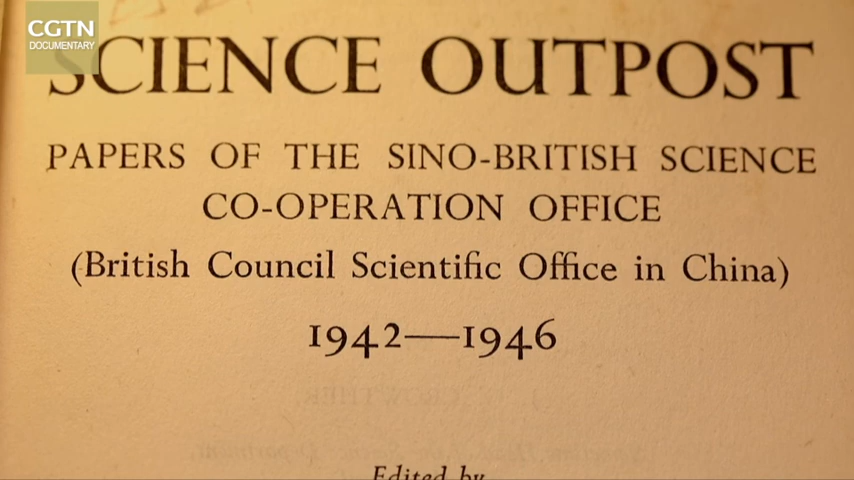 CGTN
DOCUMENTARY
SCIENCE OUTPOST
PAPERS OF THE SINO-BRITISH SCIENCE
CO-OPERATION OFFICE
(British Council Scientific Office in China)
1942—1946
Edited by